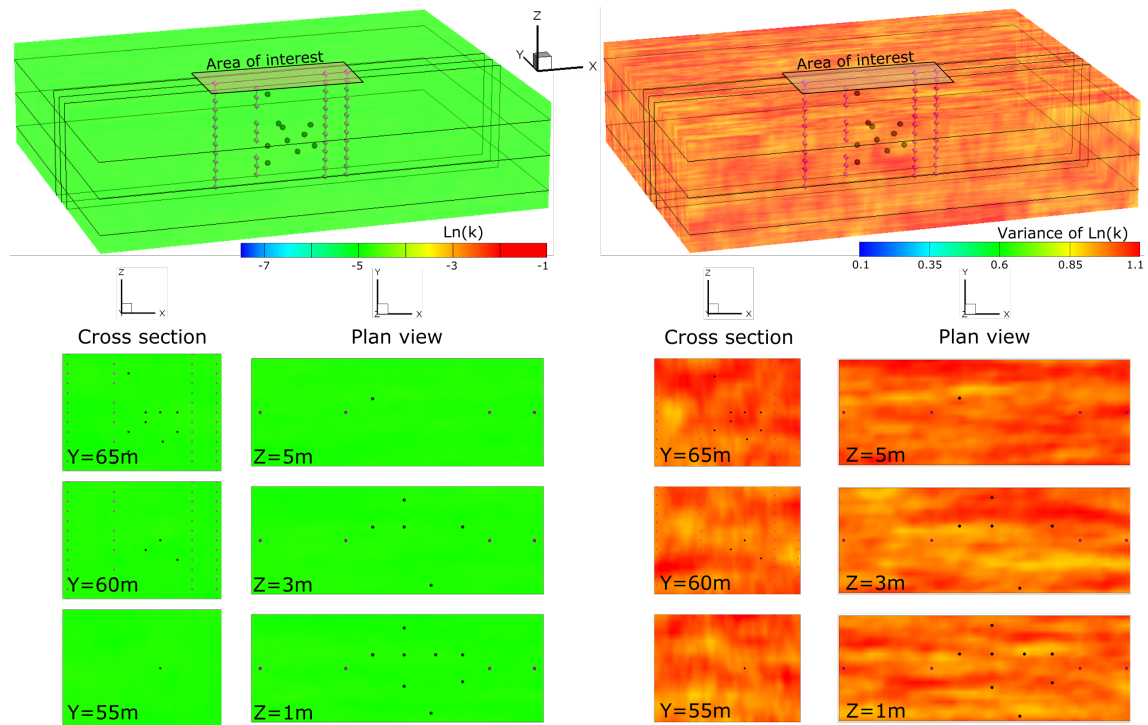 Area of interest
Z
Y
X
Ln(k)
-7
-5
-3
-1
Area of interest
Variance of Ln(k)
0.1
0.35
0.6
0.85
1.1
Z
Y
X
Y
Z
X
Z
Y
X
Y
Z
X
Cross section
Plan view
Cross section
Plan view
Y=65m
Z=5m
Y=65m
Z=5m
Y=60m
Z=3m
Y=60m
Z=3m
Y=55m
Z=1m
Y=55m
Z=1m